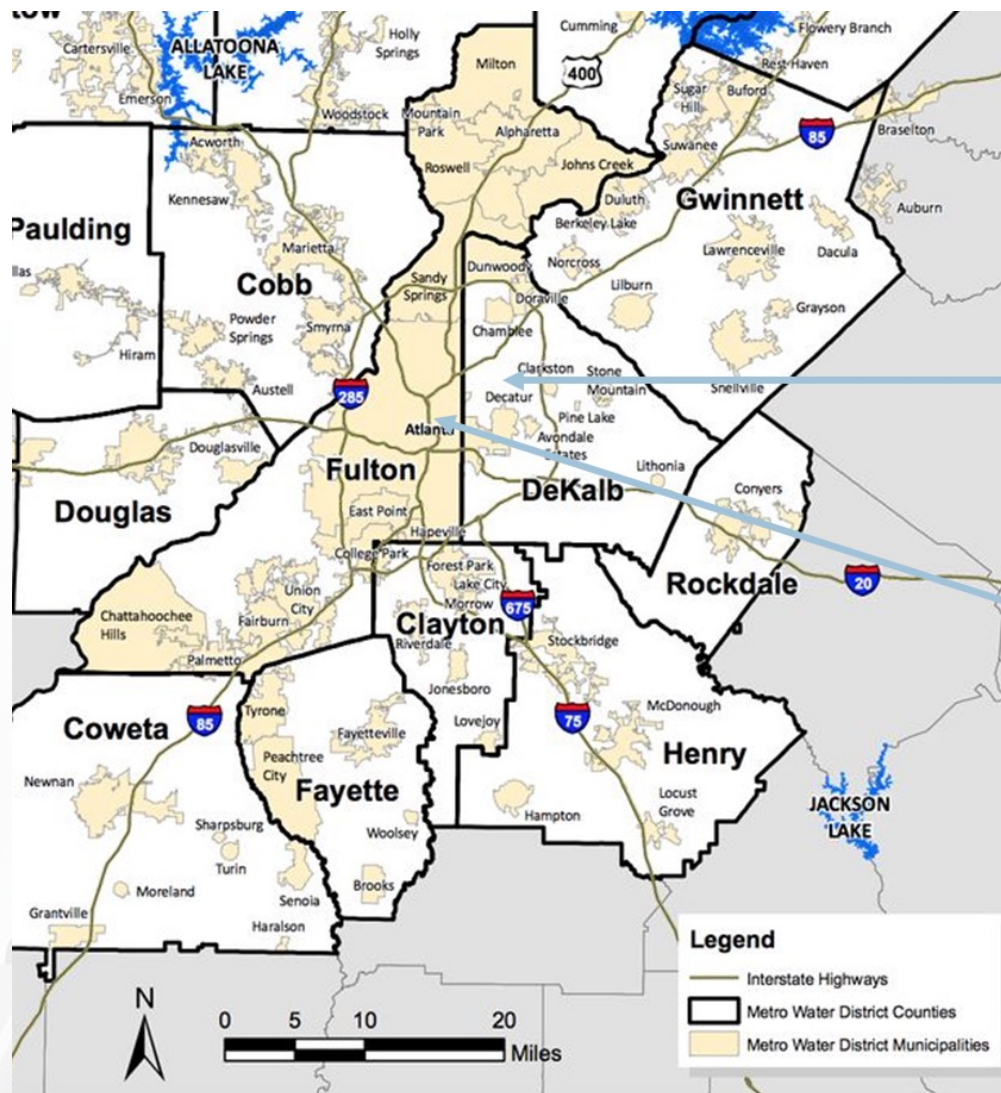 tow
Cartersville
ALLATOONA
LAKE
Holly
Springs
Cumming
Flowery Branch
Milton
400
Rest Haven
Emerson
Woodstock
Mountain
Park
Alpharetta
Sugar
Hill
Buford
85
Braselton
Acworth
Roswell
Johns Creek
Suwanee
Kennesaw
Duluth
Gwinnett
Auburn
Paulding
Marietta
Berkeley Lake
Lawrenceville
Dacula
llas
Cobb
Sandy
Springs
Dunwoody
Norcross
Lilburn
Doraville
Grayson
Powder
Springs
Smyrna
Chamblee
Hiram
Clarkston
Stone
Mountain
Snellville
Austell
285
Decatur
Pine Lake
Atlanta
Avondale
Estates
Douglasville
Fulton
Lithonia
DeKalb
Conyers
Douglas
East Point
Hapeville
College Park
Forest Park
Rockdale
20
Lake City
Union
City
Morrow
675
Chattahoochee
Hills
Fairburn
Clayton
Riverdale
Stockbridge
Palmetto
Jonesboro
Tyrone
McDonough
Coweta
85
Fayetteville
Lovejoy
75
Henry
Peachtree
City
Newnan
Fayette
Locust
Grove
JACKSON
LAKE
Hampton
Sharpsburg
Woolsey
Turin
Moreland
Senoia
Brooks
Grantville
Haralson
Legend
Interstate Highways
Metro Water District Counties
Metro Water District Municipalities
N
0 5 10 20
Miles